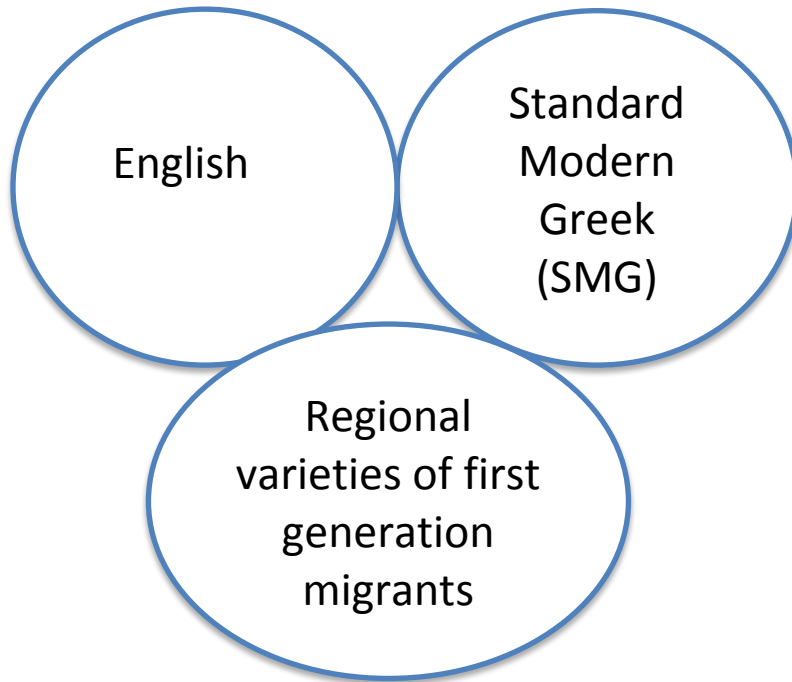 English
Standard
Modern
Greek
(SMG)
Regional
varieties of first
generation
migrants